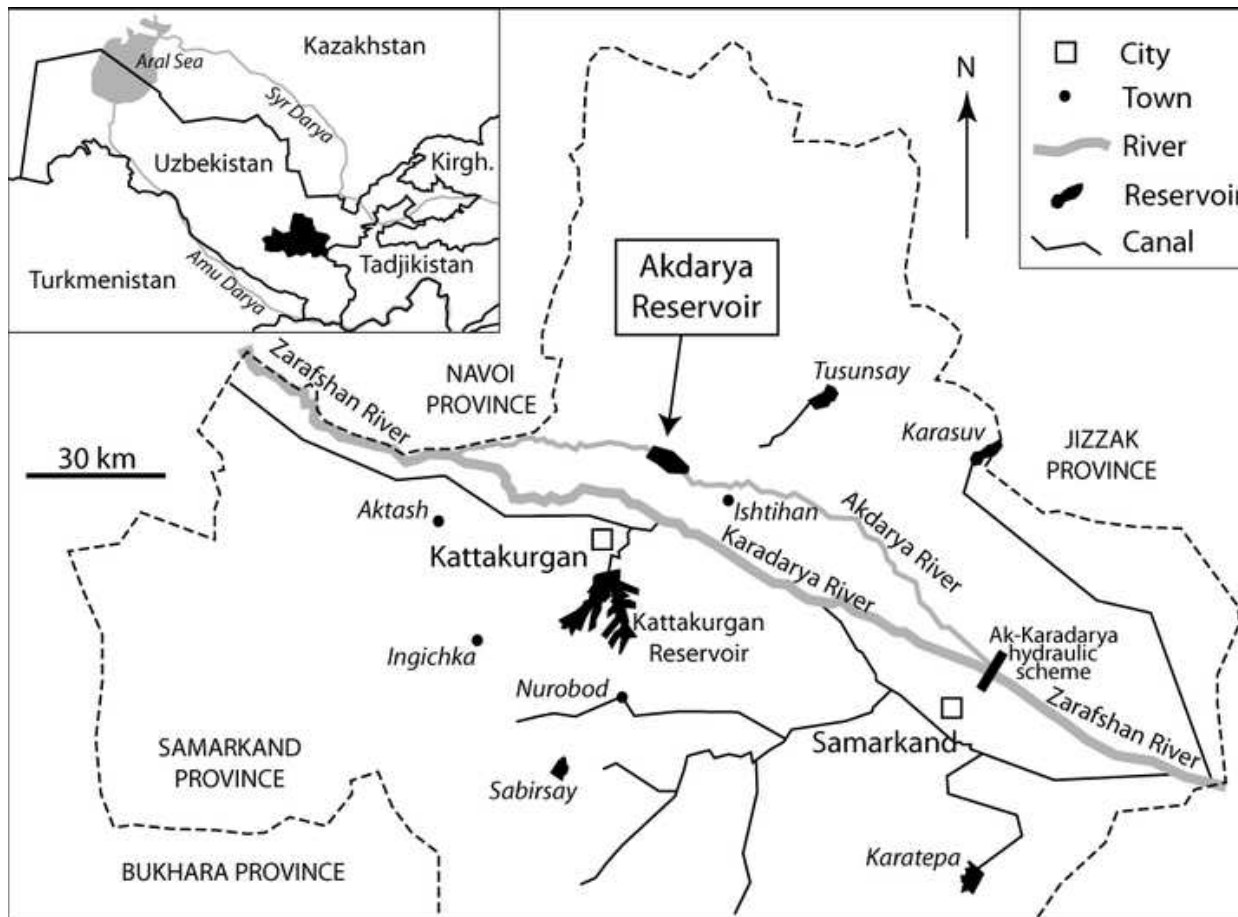 Kazakhstan
Aral Sea
Syr Darya
Uzbekistan
Kirgh.
Turkmenistan
Amu Darya
Tadjikistan
City
Town
River
Reservoir
Canal
N
Akdarya
Reservoir
Zarafshan River
NAVOI
PROVINCE
Tusunsay
Karasuv
JIZZAK
PROVINCE
30 km
Aktash
Ishtihan
Akdarya River
Kattakurgan
Karadarya River
Kattakurgan
Reservoir
Ingichka
Ak-Karadarya
hydraulic
scheme
Nurobod
Zarafshan River
Samarkand
SAMARKAND
PROVINCE
Sabirsay
Karatepa
BUKHARA PROVINCE